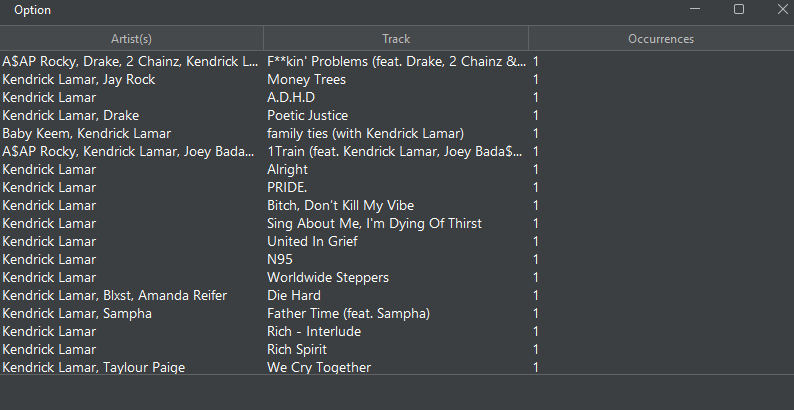 Option
Artist(s) Track Occurrences
A$AP Rocky, Drake, 2 Chainz, Kendrick L... F**kin' Problems (feat. Drake, 2 Chainz &... 1
Kendrick Lamar, Jay Rock Money Trees 1
Kendrick Lamar A.D.H.D 1
Kendrick Lamar, Drake Poetic Justice 1
Baby Keem, Kendrick Lamar family ties (with Kendrick Lamar) 1
A$AP Rocky, Kendrick Lamar, Joey Bada... 1Train (feat. Kendrick Lamar, Joey Bada$... 1
Kendrick Lamar Alright 1
Kendrick Lamar PRIDE. 1
Kendrick Lamar Bitch, Don't Kill My Vibe 1
Kendrick Lamar Sing About Me, I'm Dying Of Thirst 1
Kendrick Lamar United In Grief 1
Kendrick Lamar N95 1
Kendrick Lamar Worldwide Steppers 1
Kendrick Lamar, Blxst, Amanda Reifer Die Hard 1
Kendrick Lamar, Sampha Father Time (feat. Sampha) 1
Kendrick Lamar Rich - Interlude 1
Kendrick Lamar Rich Spirit 1
Kendrick Lamar, Taylour Paige We Cry Together 1